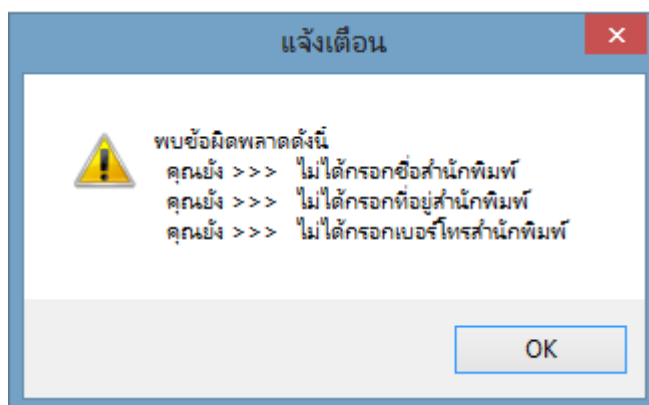 แจ้งเตือน
พบข้อผิดพลาดดังนี้
คุณยัง >>> ไม่ได้กรอกชื่อสำนักพิมพ์
คุณยัง >>> ไม่ได้กรอกที่อยู่สำนักพิมพ์
คุณยัง >>> ไม่ได้กรอกเบอร์โทรสำนักพิมพ์
OK